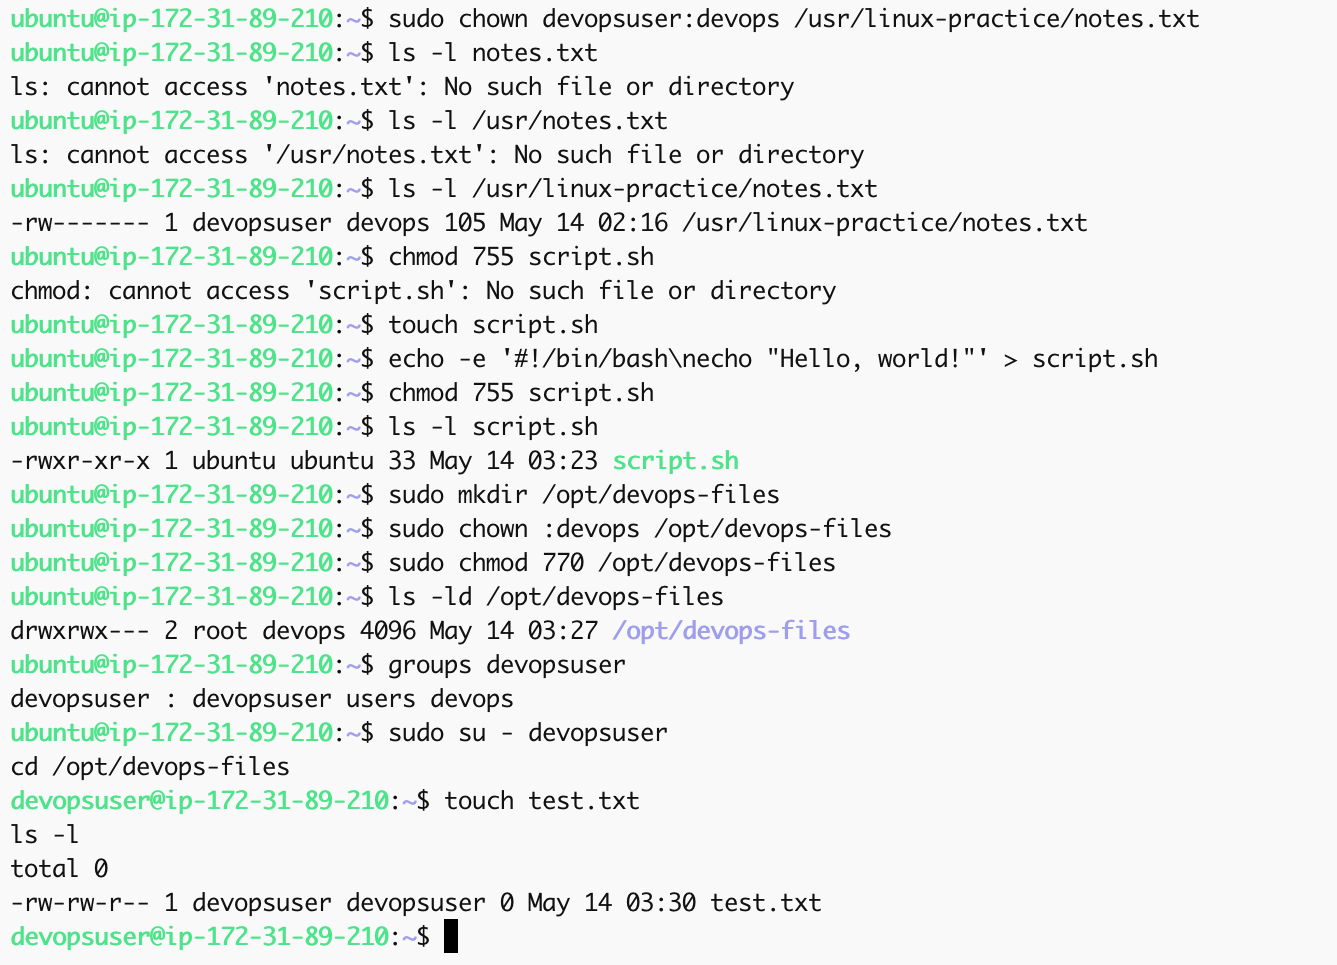 ubuntu@ip-172-31-89-210:~$ sudo chown devopsuser:devops /usr/linux-practice/notes.txt
ubuntu@ip-172-31-89-210:~$ ls -l notes.txt
ls: cannot access 'notes.txt': No such file or directory
ubuntu@ip-172-31-89-210:~$ ls -l /usr/notes.txt
ls: cannot access '/usr/notes.txt': No such file or directory
ubuntu@ip-172-31-89-210:~$ ls -l /usr/linux-practice/notes.txt
-rw------- 1 devopsuser devops 105 May 14 02:16 /usr/linux-practice/notes.txt
ubuntu@ip-172-31-89-210:~$ chmod 755 script.sh
chmod: cannot access 'script.sh': No such file or directory
ubuntu@ip-172-31-89-210:~$ touch script.sh
ubuntu@ip-172-31-89-210:~$ echo -e '#!/bin/bash\necho "Hello, world!"' > script.sh
ubuntu@ip-172-31-89-210:~$ chmod 755 script.sh
ubuntu@ip-172-31-89-210:~$ ls -l script.sh
-rwxr-xr-x 1 ubuntu ubuntu 33 May 14 03:23 script.sh
ubuntu@ip-172-31-89-210:~$ sudo mkdir /opt/devops-files
ubuntu@ip-172-31-89-210:~$ sudo chown :devops /opt/devops-files
ubuntu@ip-172-31-89-210:~$ sudo chmod 770 /opt/devops-files
ubuntu@ip-172-31-89-210:~$ ls -ld /opt/devops-files
drwxrwx--- 2 root devops 4096 May 14 03:27 /opt/devops-files
ubuntu@ip-172-31-89-210:~$ groups devopsuser
devopsuser : devopsuser users devops
ubuntu@ip-172-31-89-210:~$ sudo su - devopsuser
cd /opt/devops-files
devopsuser@ip-172-31-89-210:~$ touch test.txt
ls -l
total 0
-rw-rw-r-- 1 devopsuser devopsuser 0 May 14 03:30 test.txt
devopsuser@ip-172-31-89-210:~$